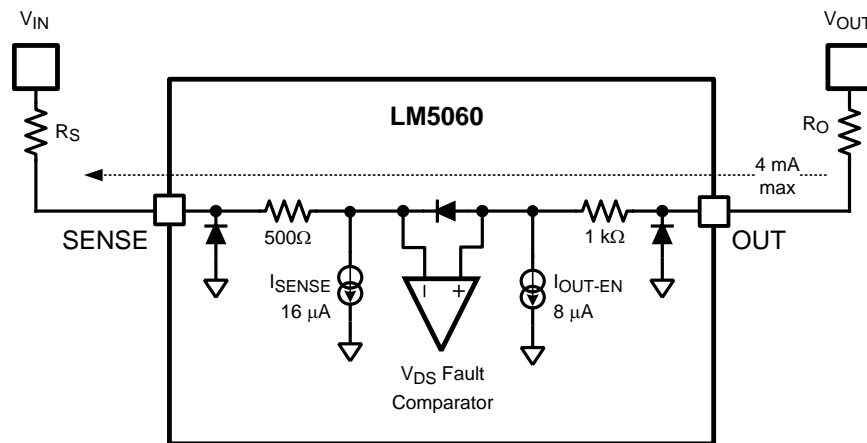 VIN
VOUT
LM5060
RS
RO
4 mA
max
SENSE
500Ω
1 kΩ
OUT
ISENSE
16 μA
IOUT-EN
8 μA
− +
VDS Fault
Comparator